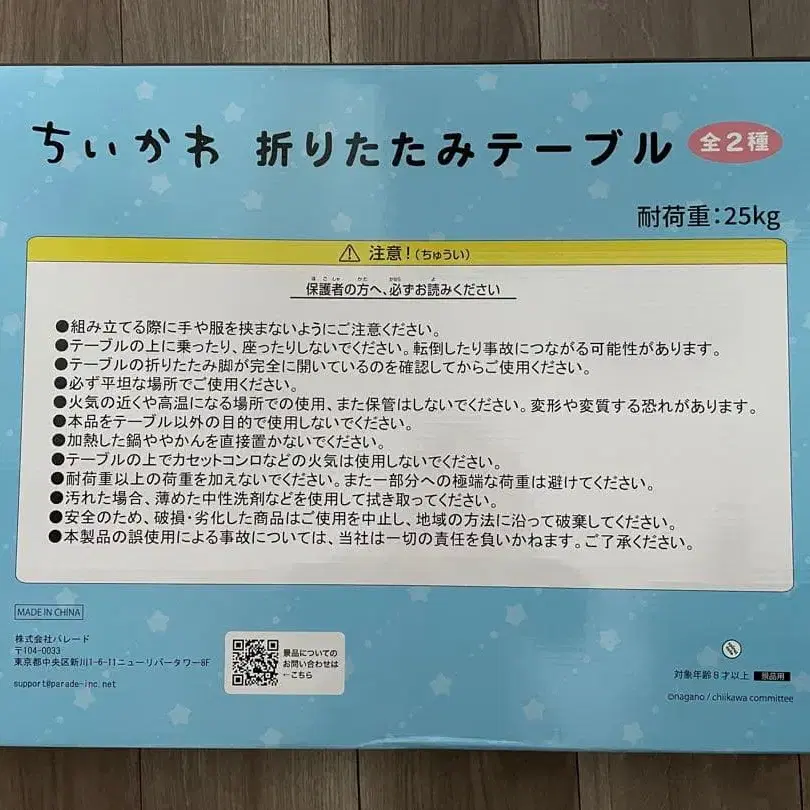 ちいかわ 折りたたみテーブル 全2種
耐荷重:25kg
注意!(ちゅうい)
保護者の方へ、必ずお読みください
●組み立てる際に手や服を挟まないようにご注意ください。
●テーブルの上に乗ったり、座ったりしないでください。転倒したり事故につながる可能性があります。
●テーブルの折りたたみ脚が完全に開いているのを確認してからご使用ください。
●必ず平坦な場所でご使用ください。
●火気の近くや高温になる場所での使用、また保管はしないでください。変形や変質する恐れがあります。
●本品をテーブル以外の目的で使用しないでください。
●加熱した鍋ややかんを直接置かないでください。
●テーブルの上でカセットコンロなどの火気は使用しないでください。
●耐荷重以上の荷重を加えないでください。また一部分への極端な荷重は避けてください。
●汚れた場合、薄めた中性洗剤などを使用して拭き取ってください。
●安全のため、破損・劣化した商品はご使用を中止し、地域の方法に沿って破棄してください。
●本製品の誤使用による事故については、当社は一切の責任を負いかねます。ご了承ください。
MADE IN CHINA
株式会社パレード
〒104-0033
東京都中央区新川1-6-11ニューリバータワー8F
support@parade-inc.net
景品についての
お問い合わせは
←こちら
対象年齢8才以上 景品用
©nagano / chiikawa committee